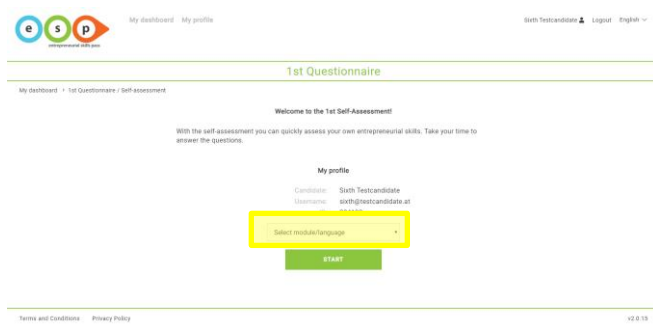 esp
entrepreneurial skills pass
My dashboard My profile
Sixth Testcandidate Logout English
1st Questionnaire
My dashboard › 1st Questionnaire / Self-assessment
Welcome to the 1st Self-Assessment!
With the self-assessment you can quickly assess your own entrepreneurial skills. Take your time to
answer the questions.
My profile
Candidate: Sixth Testcandidate
Username: sixth@testcandidate.at
Select module/language
START
Terms and Conditions Privacy Policy
v2.0.15